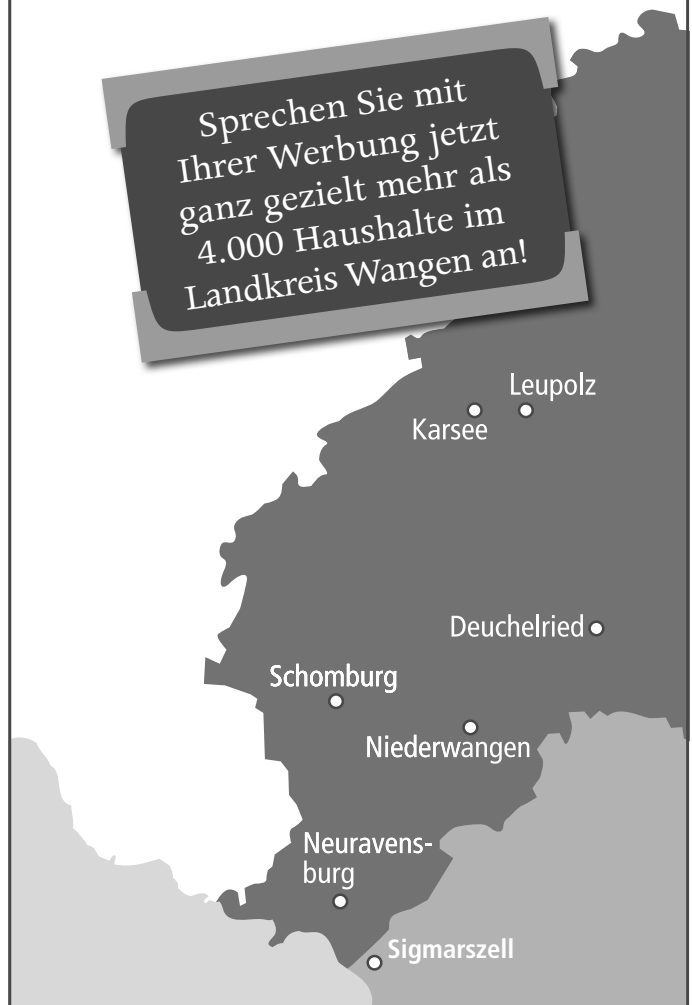 Sprechen Sie mit
Ihrer Werbung jetzt
ganz gezielt mehr als
4.000 Haushalte im
Landkreis Wangen an!
Leupolz
Karsee
Deuchelried
Schomburg
Niederwangen
Neuravens-
burg
Sigmarszell